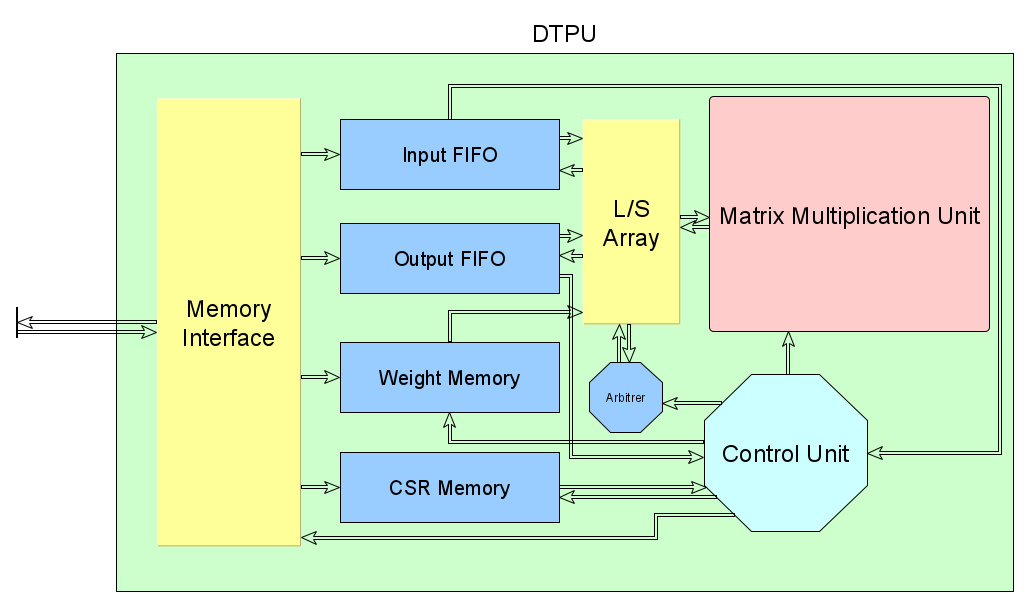 DTPU
Input FIFO
L/S
Array
Matrix Multiplication Unit
Output FIFO
Memory
Interface
Weight Memory
Arbitrer
Control Unit
CSR Memory